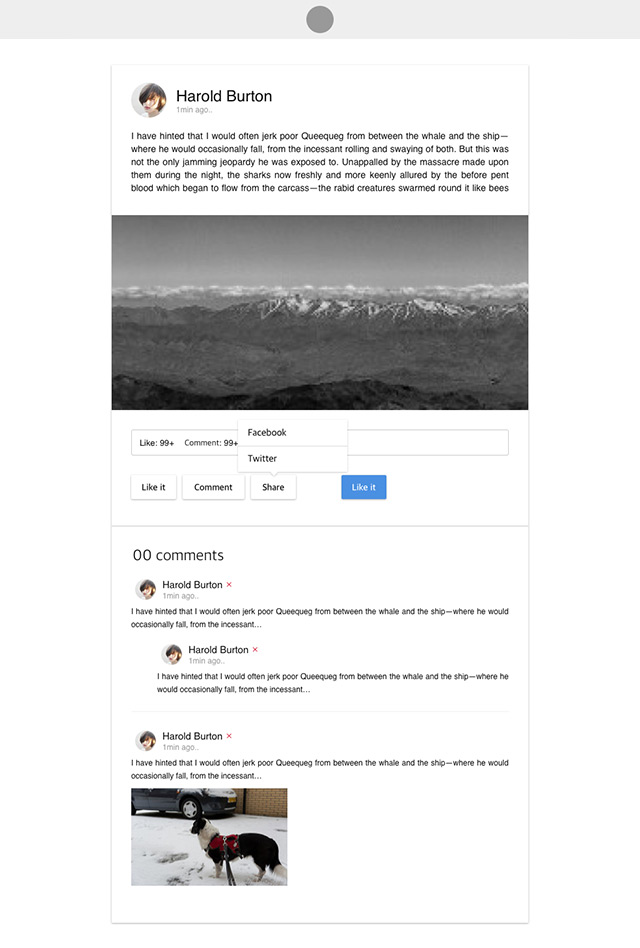 Harold Burton
1min ago..
I have hinted that I would often jerk poor Queequeg from between the whale and the ship—
where he would occasionally fall, from the incessant rolling and swaying of both. But this was
not the only jamming jeopardy he was exposed to. Unappalled by the massacre made upon
them during the night, the sharks now freshly and more keenly allured by the before pent
blood which began to flow from the carcass—the rabid creatures swarmed round it like bees
Facebook
Like: 99+ Comment: 99+
Twitter
Like it Comment Share Like it
00 comments
Harold Burton ×
1min ago..
I have hinted that I would often jerk poor Queequeg from between the whale and the ship—where he would
occasionally fall, from the incessant...
Harold Burton ×
1min ago..
I have hinted that I would often jerk poor Queequeg from between the whale and the ship—where he
would occasionally fall, from the incessant...
Harold Burton ×
1min ago..
I have hinted that I would often jerk poor Queequeg from between the whale and the ship—where he would
occasionally fall, from the incessant...